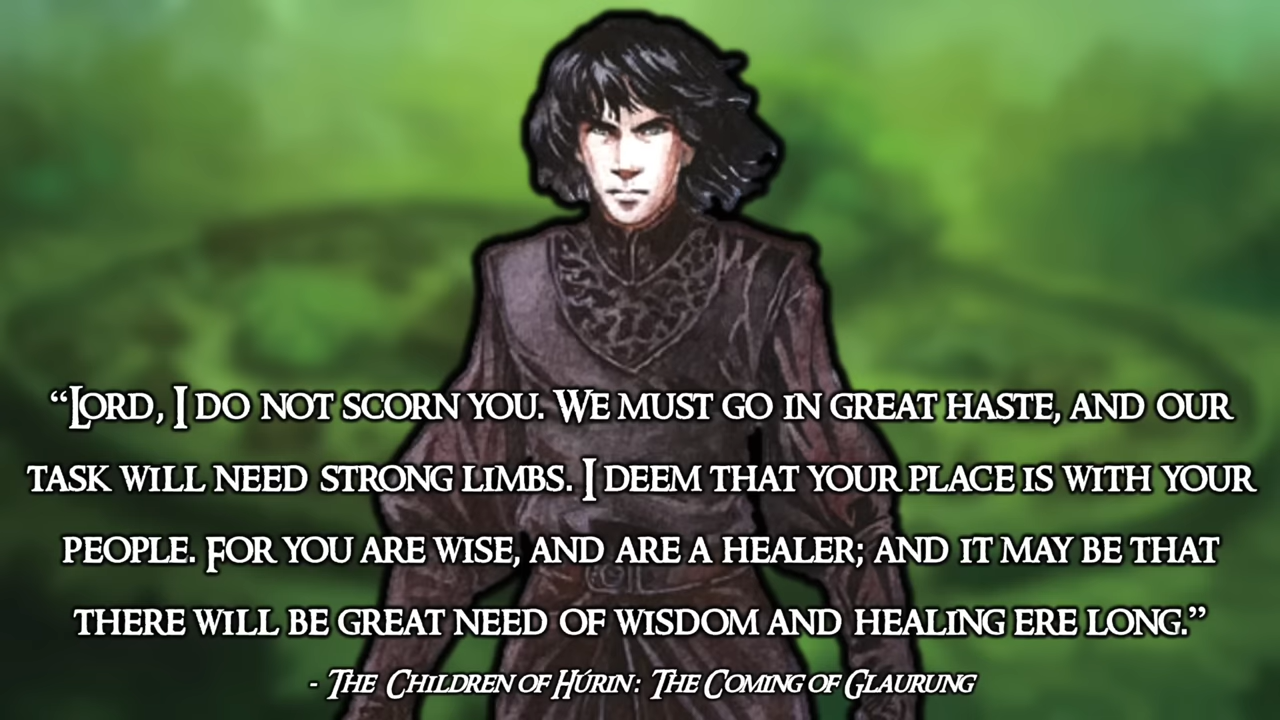 “Lord, I do not scorn you. We must go in great haste, and our
task will need strong limbs. I deem that your place is with your
people. For you are wise, and are a healer; and it may be that
there will be great need of wisdom and healing ere long.”
- The Children of Húrin: The Coming of Glaurung